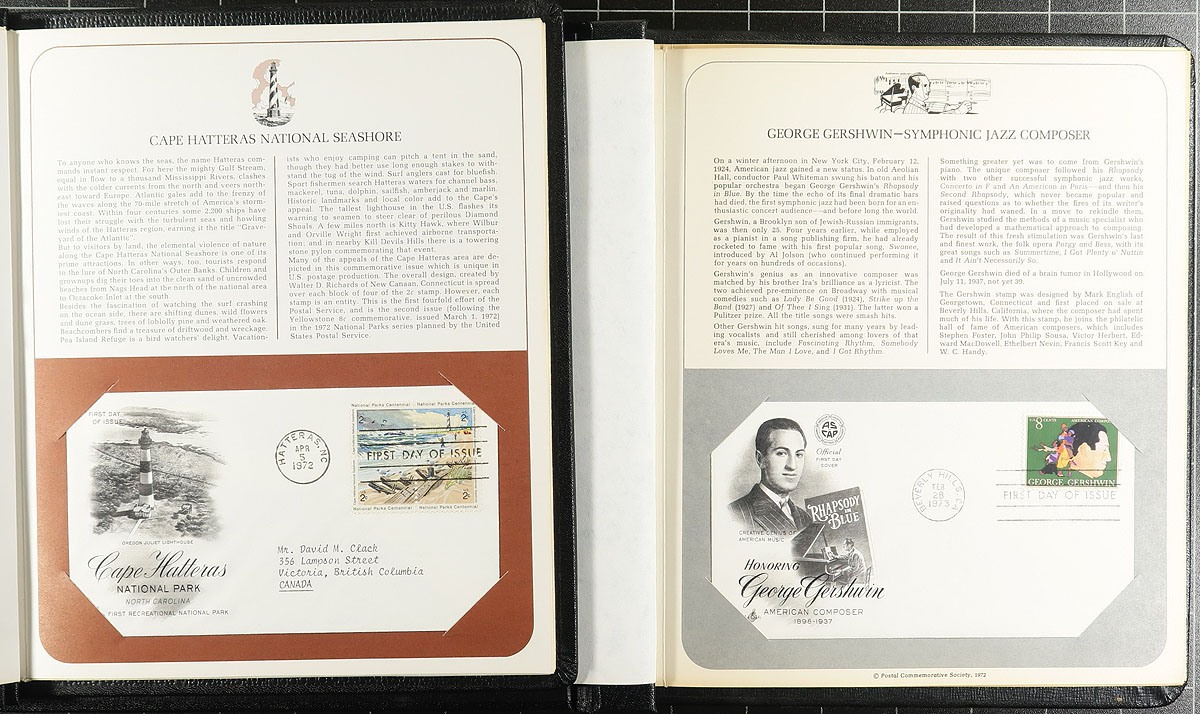 CAPE HATTERAS NATIONAL SEASHORE
To anyone who knows the seas, the name Hatteras com-
mands instant respect. For here the mighty Gulf Stream,
equal in flow to a thousand Mississippi Rivers, clashes
with the colder currents from the north and veers north-
east toward Europe. Atlantic gales add to the frenzy of
the waves along the 70-mile stretch of America's storm-
iest coast. Within four centuries some 2,200 ships have
lost their struggle with the turbulent seas and howling
winds of the Hatteras region, earning it the title "Grave-
yard of the Atlantic".
But to visitors by land, the elemental violence of nature
along the Cape Hatteras National Seashore is one of its
prime attractions. In other ways, too, tourists respond
to the lure of North Carolina's Outer Banks. Children and
grownups dig their toes into the clean sand of uncrowded
beaches from Nags Head at the north of the national area
to Ocracoke Inlet at the south.
Besides the fascination of watching the surf crashing
on the ocean side, there are shifting dunes, wild flowers
and dune grass, trees of loblolly pine and wathered oak.
Beachcombers find a treasure of driftwood and wreckage.
Pea Island Refuge is a bird watchers' delight. Vacation-
ists who enjoy camping can pitch a tent in the sand,
though they had better use long enough stakes to with-
stand the tug of the wind. Surf anglers cast for bluefish.
Sport fishermen search Hatteras waters for channel bass,
mackerel, tuna, dolphin, sailfish, amberjack and marlin.
Historic landmarks and local color add to the Cape's
appeal. The tallest lighthouse in the U.S. flashes its
warning to seamen to steer clear of perilous Diamond
Shoals. A few miles north is Kitty Hawk, where Wilbur
and Orville Wright first achieved airborne transporta-
tion; and in nearby Kill Devils Hills there is a towering
stone pylon commemorating that event.
Many of the appeals of the Cape Hatteras area are de-
picted in this commemorative issue which is unique in
U.S. postage production. The overall design, created by
Walter D. Richards of New Canaan, Connecticut is spread
over each block of four of the 2¢ stamp. However, each
stamp is an entity. This is the first fourfold effort of the
Postal Service, and is the second issue (following the
Yellowstone 8¢ commemorative, issued March 1, 1972)
in the 1972 National Parks series planned by the United
States Postal Service.
FIRST DAY
OF ISSUE
OREGON JULIET LIGHTHOUSE
Cape Hatteras
NATIONAL PARK
NORTH CAROLINA
FIRST RECREATIONAL NATIONAL PARK
HATTERAS, NC
APR
5
1972
National Parks Centennial
National Parks Centennial
2¢
FIRST DAY OF ISSUE
2¢
2¢
National Parks Centennial
National Parks Centennial
Mr. David M. Clack
356 Lampson Street
Victoria, British Columbia
CANADA
GEORGE GERSHWIN—SYMPHONIC JAZZ COMPOSER
On a winter afternoon in New York City, February 12,
1924, American jazz gained a new status. In old Aeolian
Hall, conductor Paul Whiteman swung his baton and his
popular orchestra began George Gershwin's Rhapsody
in Blue. By the time the echo of its final dramatic bars
had died, the first symphonic jazz had been born for an en-
thusiastic concert audience—and before long the world.
Gershwin, a Brooklyn son of Jewish-Russian immigrants,
was then only 25. Four years earlier, while employed
as a pianist in a song publishing firm, he had already
rocketed to fame with his first popular song, Swanee,
introduced by Al Jolson (who continued performing it
for years on hundreds of occasions).
Gershwin's genius as an innovative composer was
matched by his brother Ira's brilliance as a lyricist. The
two achieved pre-eminence on Broadway with musical
comedies such as Lady Be Good (1924), Strike up the
Band (1927) and Of Thee I Sing (1931). The latter won a
Pulitzer prize. All the title songs were smash hits.
Other Gershwin hit songs, sung for many years by lead-
ing vocalists and still cherished among lovers of that
era's music, include Fascinating Rhythm, Somebody
Loves Me, The Man I Love, and I Got Rhythm.
Something greater yet was to come from Gershwin's
piano. The unique composer followed his Rhapsody
with two other successful symphonic jazz works,
Concerto in F and An American in Paris—and then his
Second Rhapsody, which never became popular and
raised questions as to whether the fires of its writer's
originality had waned. In a move to rekindle them,
Gershwin studied the methods of a music specialist who
had developed a mathematical approach to composing.
The result of this fresh stimulation was Gershwin's last
and finest work, the folk opera Porgy and Bess, with its
great songs such as Summertime, I Got Plenty o' Nuttin
and It Ain't Necessarily So.
George Gershwin died of a brain tumor in Hollywood on
July 11, 1937, not yet 39.
The Gershwin stamp was designed by Mark English of
Georgetown, Connecticut and first placed on sale at
Beverly Hills, California, where the composer had spent
much of his life. With this stamp, he joins the philatelic
hall of fame of American composers, which includes
Stephen Foster, John Philip Sousa, Victor Herbert, Ed-
ward MacDowell, Ethelbert Nevin, Francis Scott Key and
W. C. Handy.
AS
CAP
Official
FIRST DAY
COVER
RHAPSODY
IN
BLUE
CREATIVE GENIUS OF
AMERICAN MUSIC
HONORING
George Gershwin
AMERICAN COMPOSER
1898-1937
BEVERLY HILLS, CA
FEB
28
1973
8 CENTS
GEORGE GERSHWIN
FIRST DAY OF ISSUE
© Postal Commemorative Society, 1972